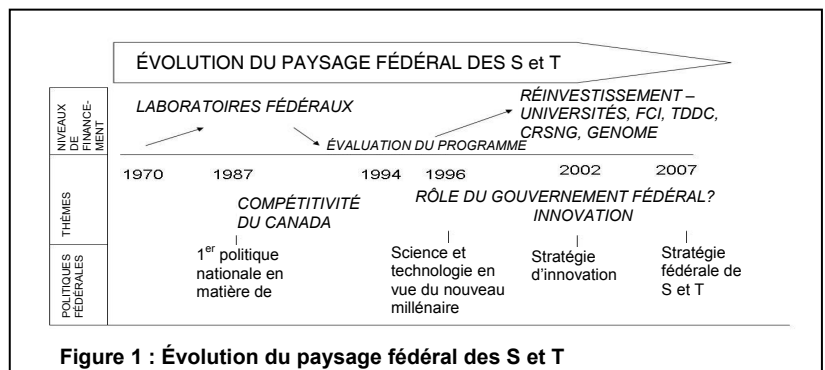 ÉVOLUTION DU PAYSAGE FÉDÉRAL DES S et T
NIVEAUX
DE
FINANCE-
MENT
LABORATOIRES FÉDÉRAUX
ÉVALUATION DU PROGRAMME
RÉINVESTISSEMENT –
UNIVERSITÉS, FCI, TDDC,
CRSNG, GENOME
1970 1987 1994 1996 2002 2007
THÈMES
COMPÉTITIVITÉ
DU CANADA
RÔLE DU GOUVERNEMENT FÉDÉRAL?
INNOVATION
POLITIQUES
FÉDÉRALES
1er politique
nationale en
matière de
Science et
technologie en
vue du nouveau
millénaire
Stratégie
d’innovation
Stratégie
fédérale de
S et T
Figure 1 : Évolution du paysage fédéral des S et T